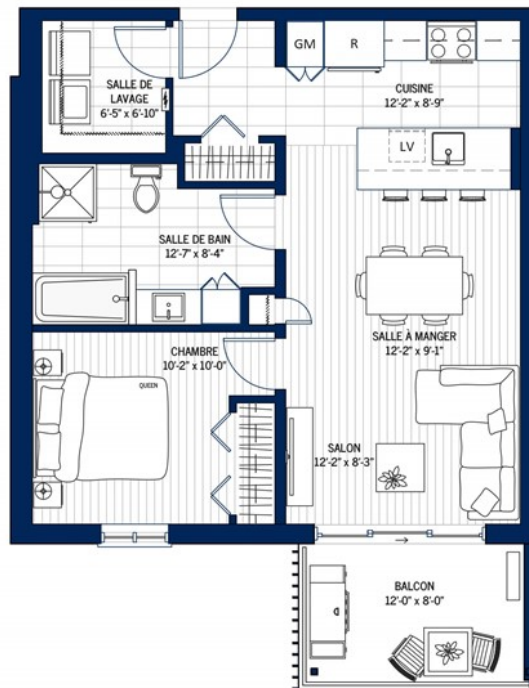 GM
R
SALLE DE
LAVAGE
6'-5" x 6'-10"
CUISINE
12'-2" x 8'-9"
LV
SALLE DE BAIN
12'-7" x 8'-4"
SALLE À MANGER
12'-2" x 9'-1"
CHAMBRE
10'-2" x 10'-0"
QUEEN
SALON
12'-2" x 8'-3"
BALCON
12'-0" x 8'-0"